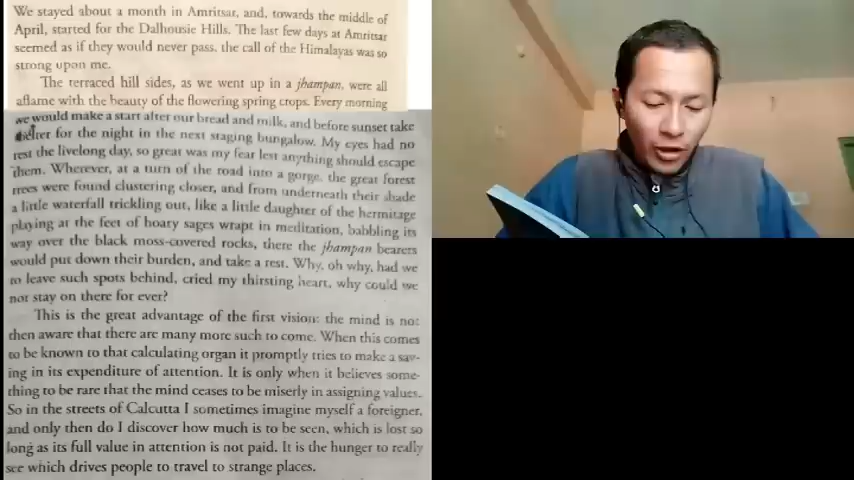 We stayed about a month in Amritsar, and, towards the middle of
April, started for the Dalhousie Hills. The last few days at Amritsar
seemed as if they would never pass, the call of the Himalayas was so
strong upon me.
The terraced hill sides, as we went up in a jhampan, were all
aflame with the beauty of the flowering spring crops. Every morning
we would make a start after our bread and milk, and before sunset take
shelter for the night in the next staging bungalow. My eyes had no
rest the livelong day, so great was my fear lest anything should escape
them. Wherever, at a turn of the road into a gorge, the great forest
trees were found clustering closer, and from underneath their shade
a little waterfall trickling out, like a little daughter of the hermitage
playing at the feet of hoary sages wrapt in meditation, babbling its
way over the black moss-covered rocks, there the jhampan bearers
would put down their burden, and take a rest. Why, oh why, had we
to leave such spots behind, cried my thirsting heart, why could we
not stay on there for ever?
This is the great advantage of the first vision: the mind is not
then aware that there are many more such to come. When this comes
to be known to that calculating organ it promptly tries to make a sav-
ing in its expenditure of attention. It is only when it believes some-
thing to be rare that the mind ceases to be miserly in assigning values.
So in the streets of Calcutta I sometimes imagine myself a foreigner,
and only then do I discover how much is to be seen, which is lost so
long as its full value in attention is not paid. It is the hunger to really
see which drives people to travel to strange places.